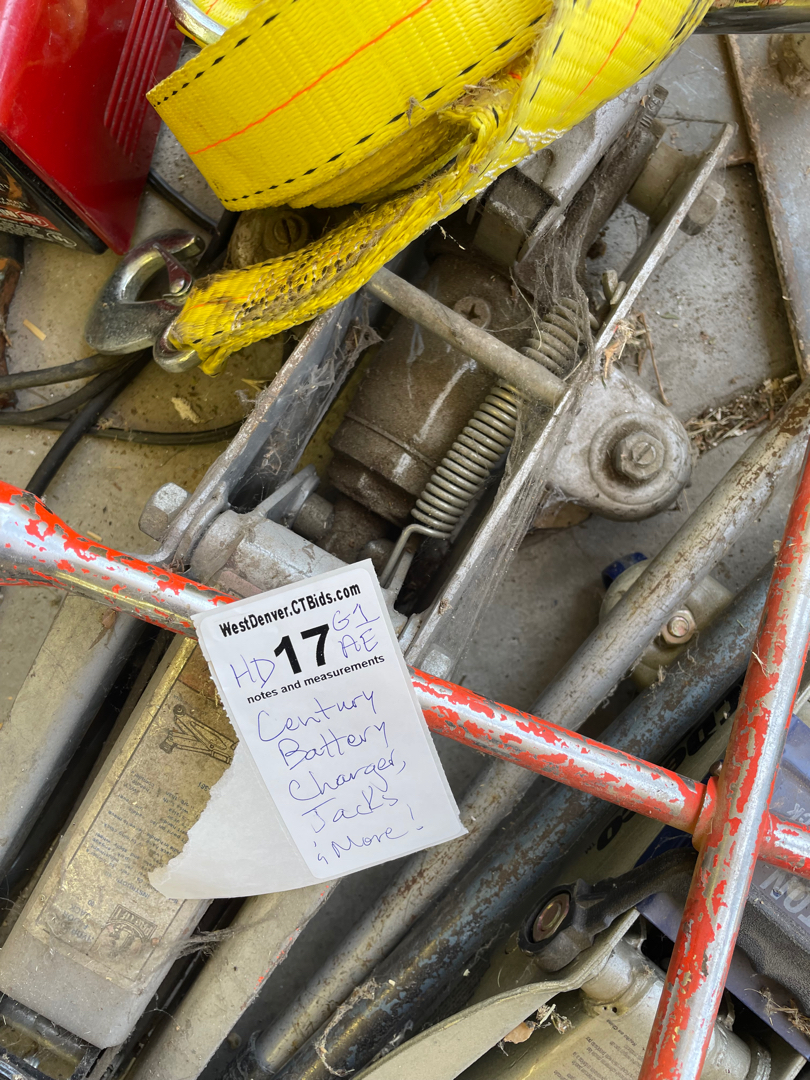 WestDenver.CTBids.com
HD 17 G1
AE
notes and measurements
Century
Battery
Charger,
Jacks
& More!